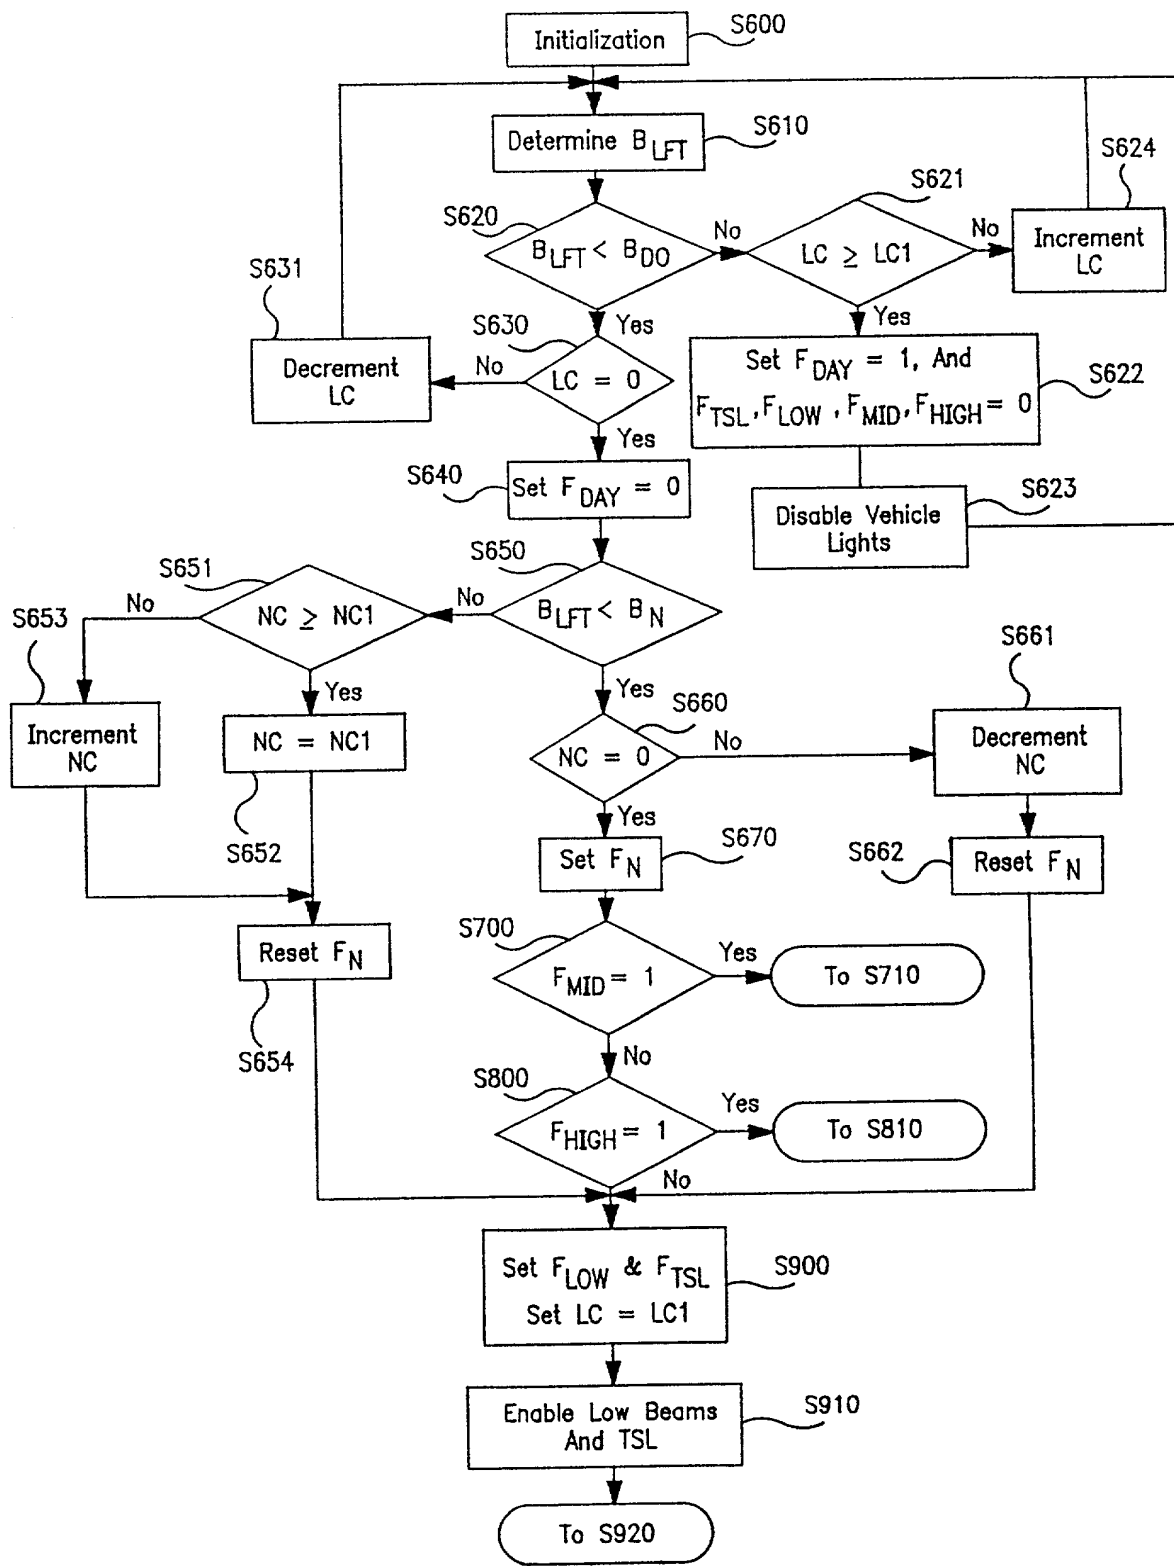 Initialization
S600
Determine B_LFT
S610
S620
B_LFT < B_DO
No
S621
LC ≥ LC1
No
S624
Increment
LC
S631
Decrement
LC
No
S630
LC = 0
Yes
Yes
Yes
Set F_DAY = 1, And
F_TSL, F_LOW, F_MID, F_HIGH = 0
S622
S640
Set F_DAY = 0
Disable Vehicle
Lights
S623
S650
B_LFT < B_N
No
S651
NC ≥ NC1
No
S653
Increment
NC
Yes
NC = NC1
S652
Yes
S660
NC = 0
No
S661
Decrement
NC
Yes
Set F_N
S670
S662
Reset F_N
Reset F_N
S654
S700
F_MID = 1
Yes
To S710
No
S800
F_HIGH = 1
Yes
To S810
No
Set F_LOW & F_TSL
Set LC = LC1
S900
Enable Low Beams
And TSL
S910
To S920